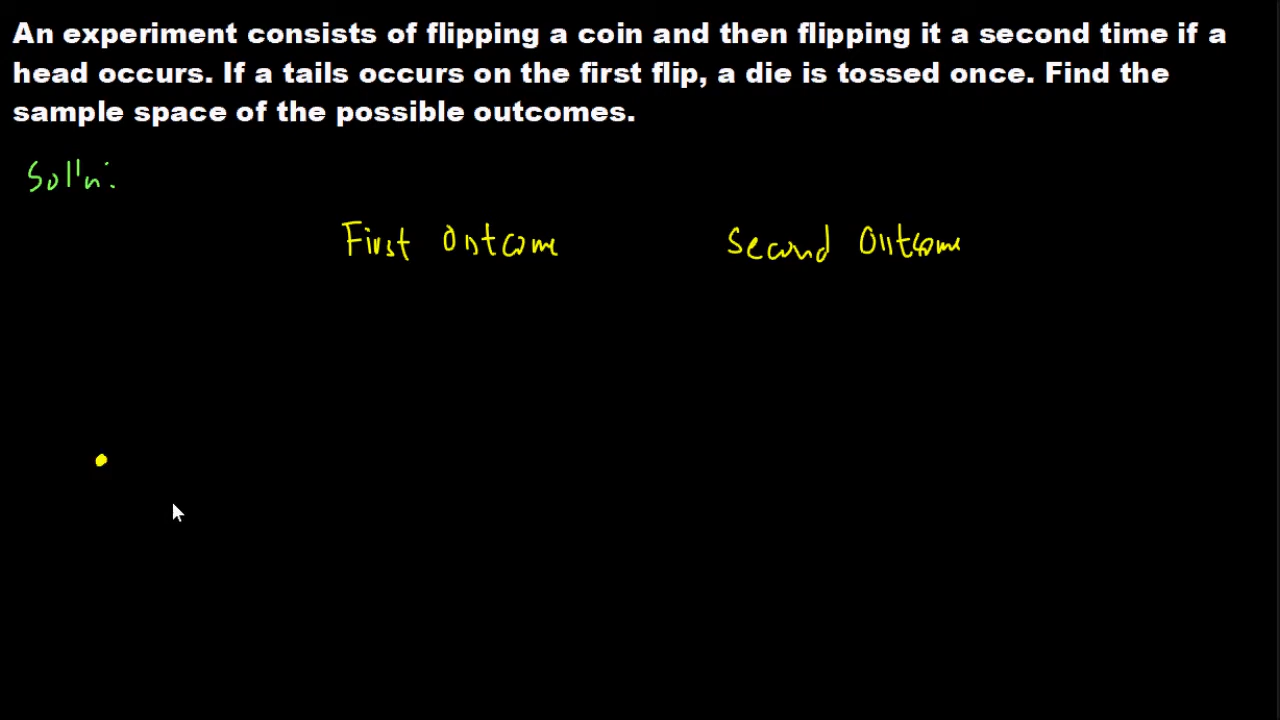 An experiment consists of flipping a coin and then flipping it a second time if a
head occurs. If a tails occurs on the first flip, a die is tossed once. Find the
sample space of the possible outcomes.
Sol'n:
First Outcome Second Outcome